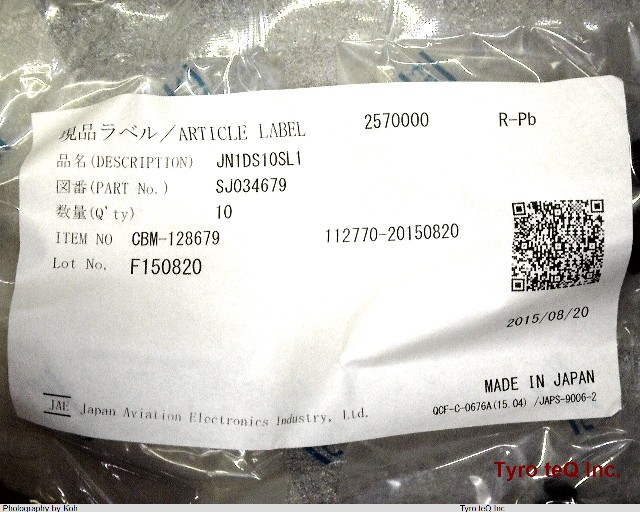 現品ラベル/ARTICLE LABEL 2570000 R-Pb
品名(DESCRIPTION) JN1DS10SL1
図番(PART No.) SJ034679
数量(Q'ty) 10
ITEM NO CBM-128679 112770-20150820
Lot No. F150820
2015/08/20
MADE IN JAPAN
JAE Japan Aviation Electronics Industry, Ltd. QCF-C-0676A(15.04) /JAPS-9006-2
Tyro teQ Inc.
Photography by Koh Tyro teQ Inc